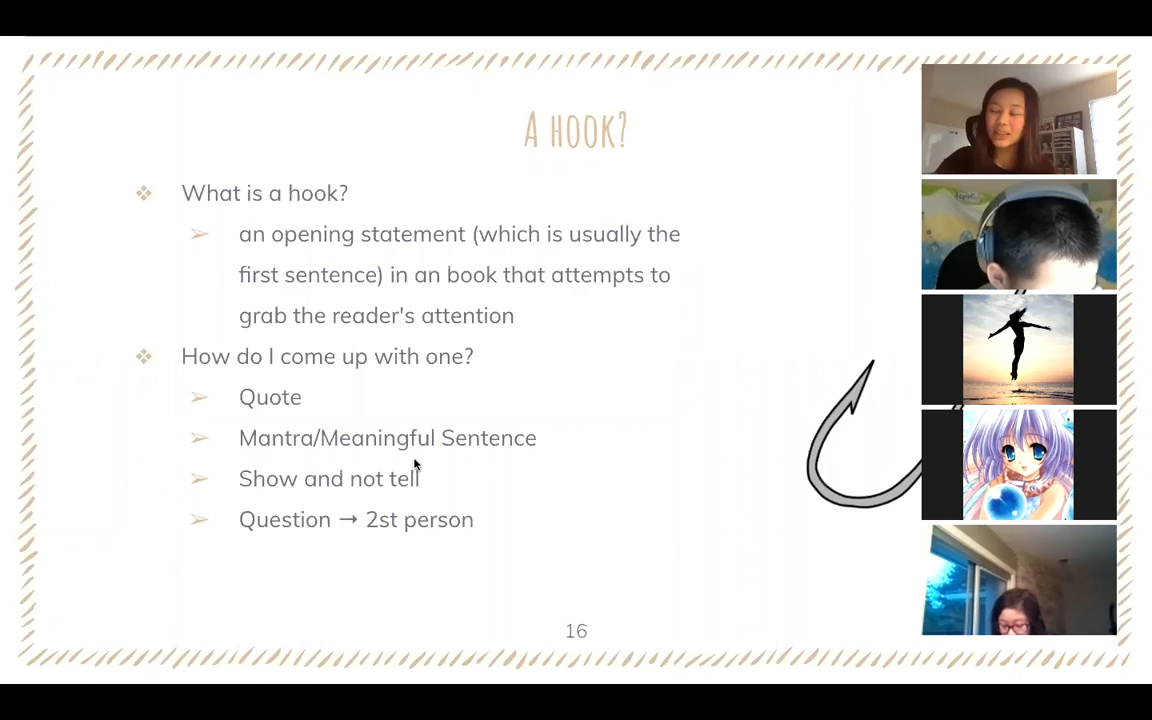 A HOOK?
❖ What is a hook?
➢ an opening statement (which is usually the
first sentence) in an book that attempts to
grab the reader's attention
❖ How do I come up with one?
➢ Quote
➢ Mantra/Meaningful Sentence
➢ Show and not tell
➢ Question → 2st person
16